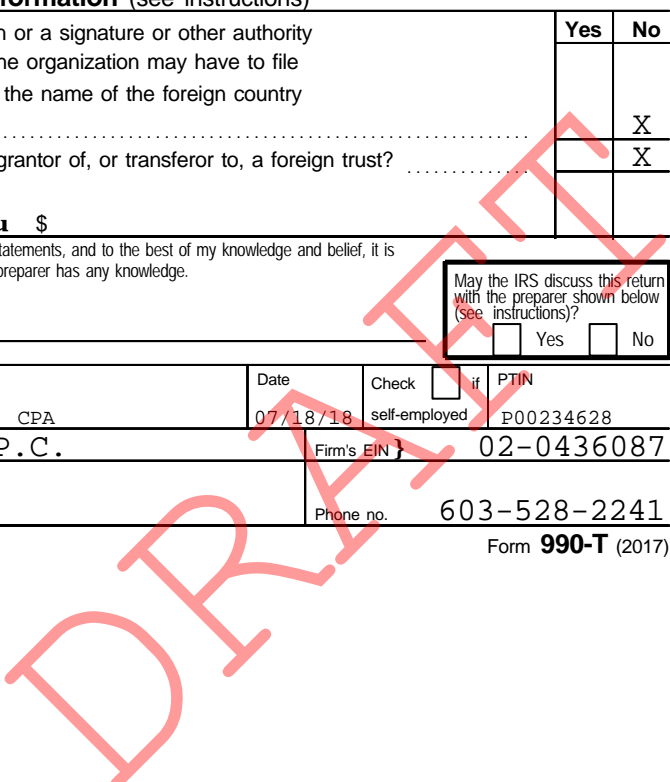 formation (see instructions)
n or a signature or other authority
Yes No
ne organization may have to file
the name of the foreign country
X
grantor of, or transferor to, a foreign trust? X
u $
tatements, and to the best of my knowledge and belief, it is
preparer has any knowledge.
May the IRS discuss this return
with the preparer shown below
(see instructions)?
Yes No
Date Check if PTIN
CPA 07/18/18 self-employed P00234628
P.C. Firm's EIN } 02-0436087
Phone no. 603-528-2241
Form 990-T (2017)
DRAFT